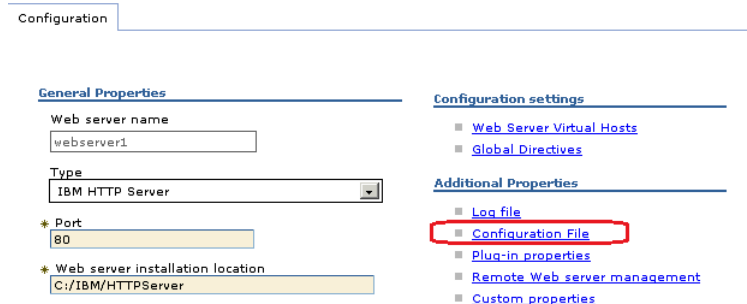 Configuration
General Properties
Web server name
webserver1
Type
IBM HTTP Server
* Port
80
* Web server installation location
C:/IBM/HTTPServer
Configuration settings
Web Server Virtual Hosts
Global Directives
Additional Properties
Log file
Configuration File
Plug-in properties
Remote Web server management
Custom properties